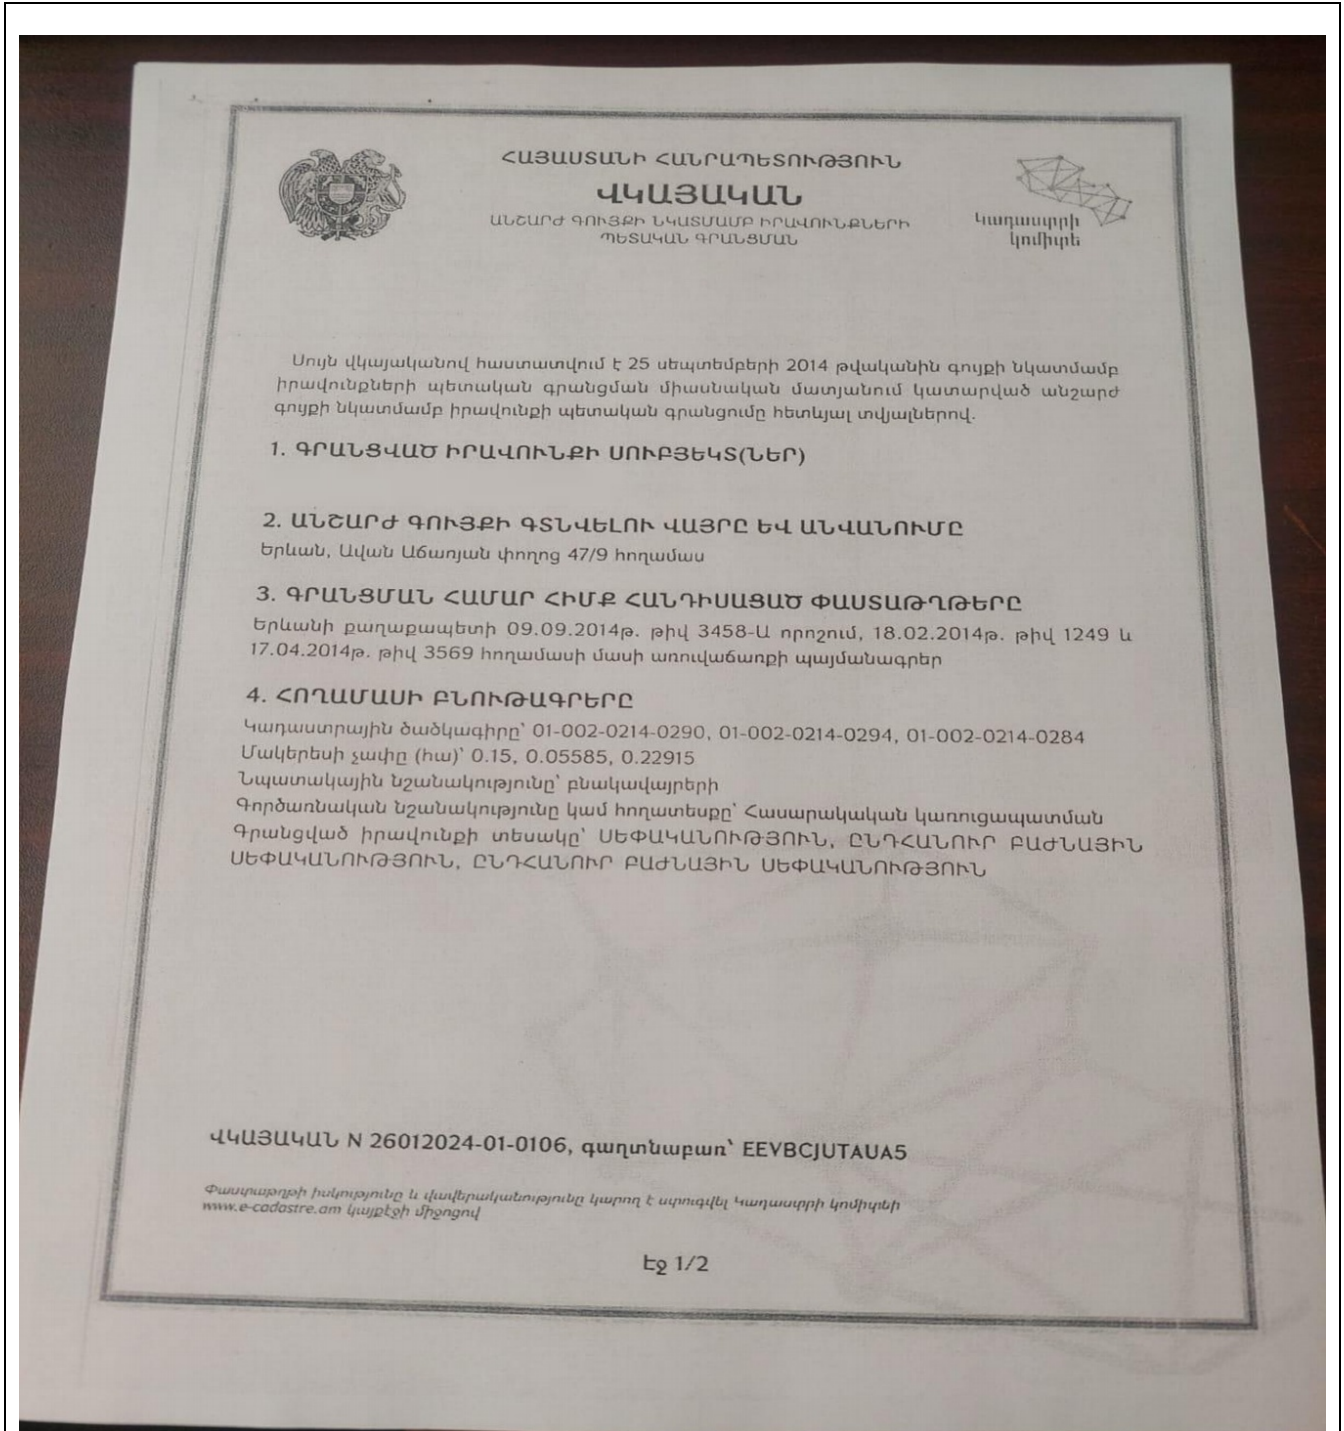 ՀԱՅԱՍՏԱՆԻ ՀԱՆՐԱՊԵՏՈՒԹՅՈՒՆ
ՎԿԱՅԱԿԱՆ
ԱՆՇԱՐԺ ԳՈՒՅՔԻ ՆԿԱՏՄԱՄԲ ԻՐԱՎՈՒՆՔՆԵՐԻ
ՊԵՏԱԿԱՆ ԳՐԱՆՑՄԱՆ
Կադաստրի
կոմիտե
Սույն վկայականով հաստատվում է 25 սեպտեմբերի 2014 թվականին գույքի նկատմամբ
իրավունքների պետական գրանցման միասնական մատյանում կատարված անշարժ
գույքի նկատմամբ իրավունքի պետական գրանցումը հետևյալ տվյալներով.
1. ԳՐԱՆՑՎԱԾ ԻՐԱՎՈՒՆՔԻ ՍՈՒԲՅԵԿՏ(ՆԵՐ)
2. ԱՆՇԱՐԺ ԳՈՒՅՔԻ ԳՏՆՎԵԼՈՒ ՎԱՅՐԸ ԵՎ ԱՆՎԱՆՈՒՄԸ
Երևան, Ավան Աճառյան փողոց 47/9 հողամաս
3. ԳՐԱՆՑՄԱՆ ՀԱՄԱՐ ՀԻՄՔ ՀԱՆԴԻՍԱՑԱԾ ՓԱՍՏԱԹՂԹԵՐԸ
Երևանի քաղաքապետի 09.09.2014թ. թիվ 3458-Ա որոշում, 18.02.2014թ. թիվ 1249 և
17.04.2014թ. թիվ 3569 հողամասի մասի առուվաճառքի պայմանագրեր
4. ՀՈՂԱՄԱՍԻ ԲՆՈՒԹԱԳՐԵՐԸ
Կադաստրային ծածկագիրը՝ 01-002-0214-0290, 01-002-0214-0294, 01-002-0214-0284
Մակերեսի չափը (հա)՝ 0.15, 0.05585, 0.22915
Նպատակային նշանակությունը՝ բնակավայրերի
Գործառնական նշանակությունը կամ հողատեսքը՝ Հասարակական կառուցապատման
Գրանցված իրավունքի տեսակը՝ ՍԵՓԱԿԱՆՈՒԹՅՈՒՆ, ԸՆԴՀԱՆՈՒՐ ԲԱԺՆԱՅԻՆ
ՍԵՓԱԿԱՆՈՒԹՅՈՒՆ, ԸՆԴՀԱՆՈՒՐ ԲԱԺՆԱՅԻՆ ՍԵՓԱԿԱՆՈՒԹՅՈՒՆ
ՎԿԱՅԱԿԱՆ N 26012024-01-0106, գաղտնաբառ՝ EEVBCJUTAUA5
Փաստաթղթի իսկությունը և վավերականությունը կարող է ստուգվել Կադաստրի կոմիտեի
www.e-cadastre.am կայքէջի միջոցով
Էջ 1/2